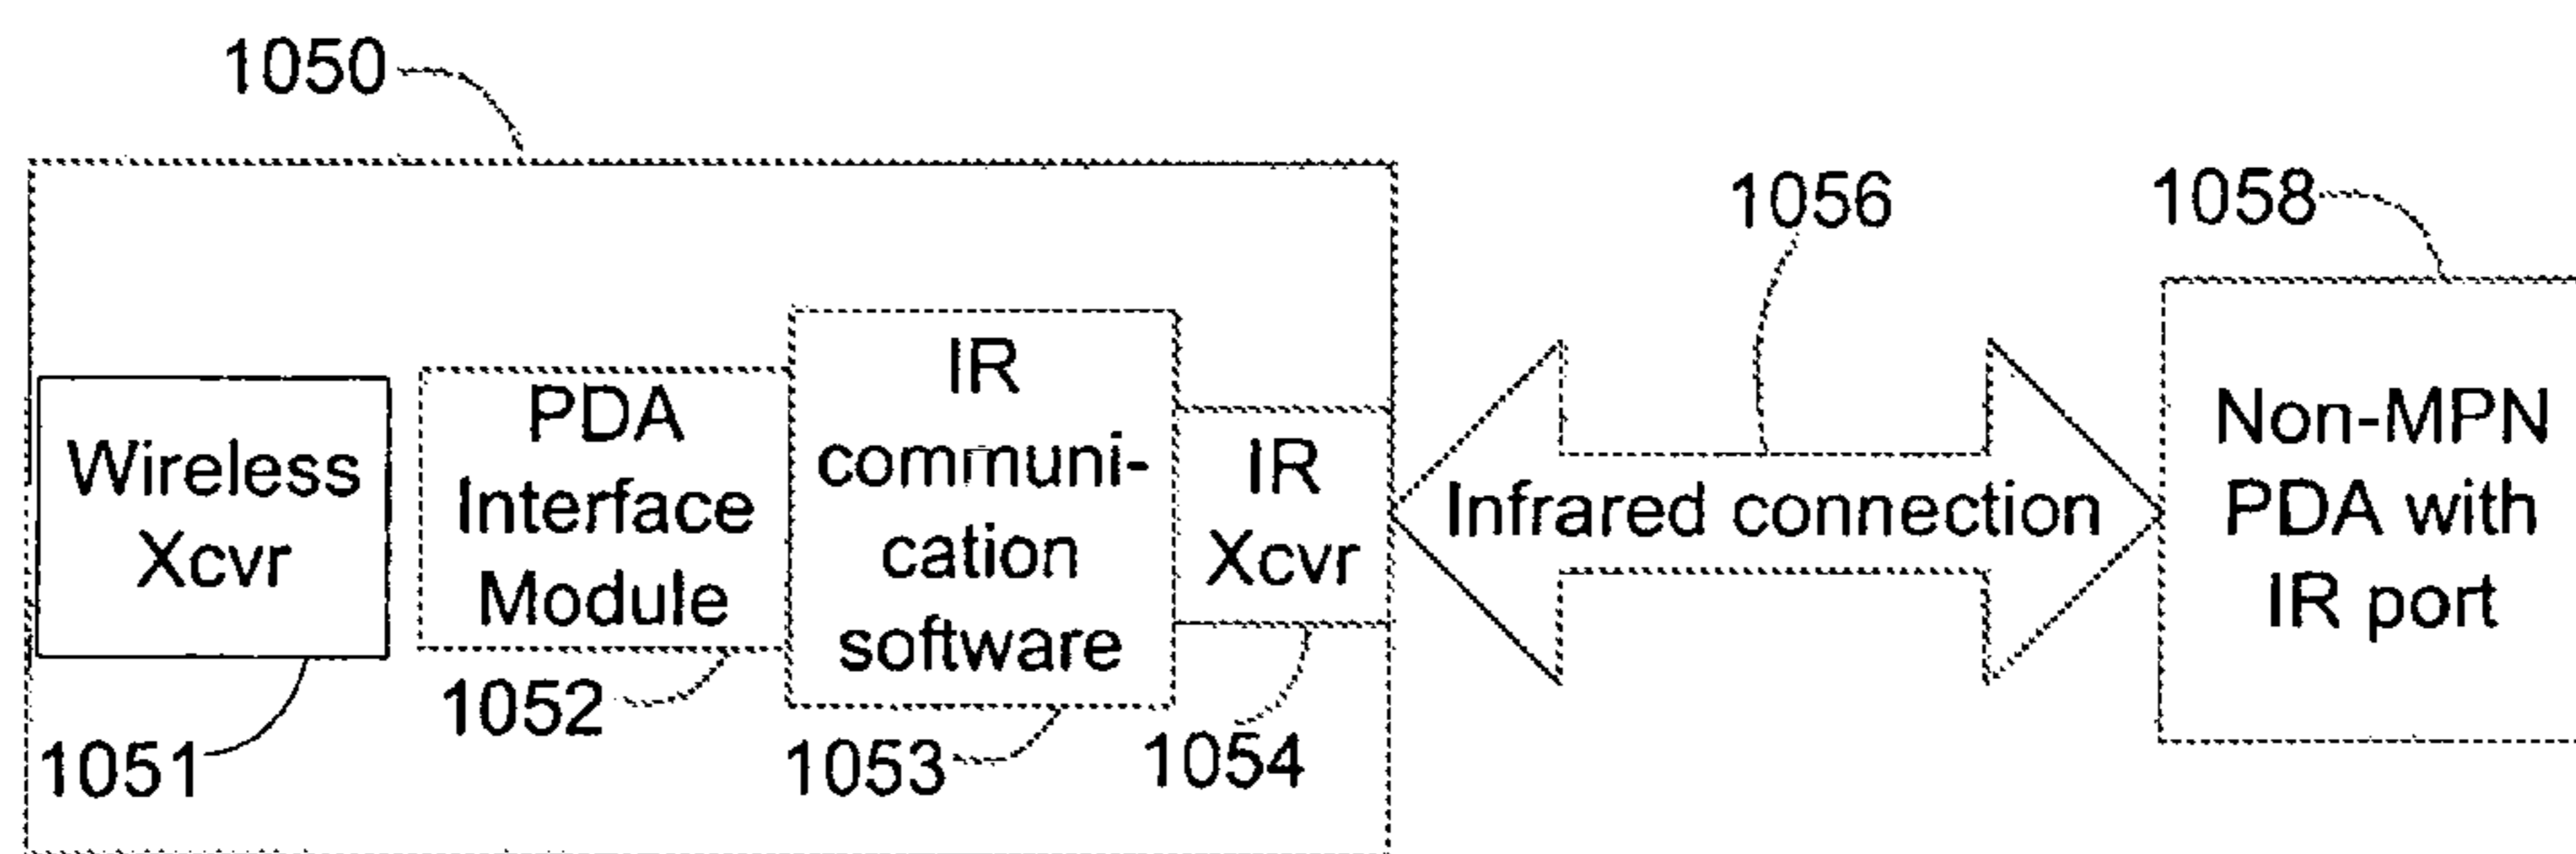 1050
1056
1058
Wireless
Xcvr
PDA
Interface
Module
IR
communi-
cation
software
IR
Xcvr
Infrared connection
Non-MPN
PDA with
IR port
1051
1052
1053
1054